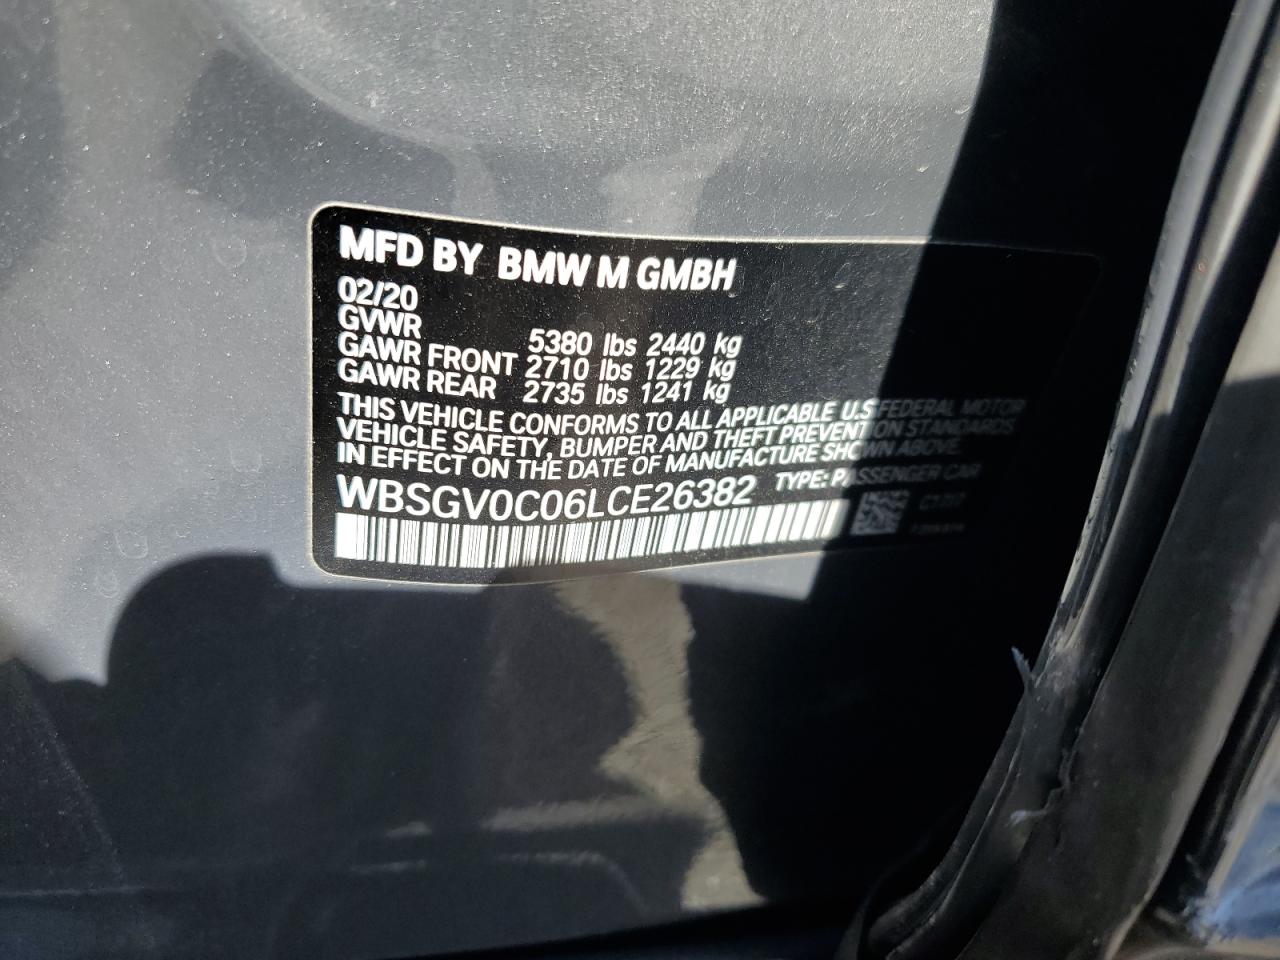 MFD BY BMW M GMBH
02/20
GVWR 5380 lbs 2440 kg
GAWR FRONT 2710 lbs 1229 kg
GAWR REAR 2735 lbs 1241 kg
THIS VEHICLE CONFORMS TO ALL APPLICABLE U.S FEDERAL MOTOR
VEHICLE SAFETY, BUMPER AND THEFT PREVENTION STANDARDS
IN EFFECT ON THE DATE OF MANUFACTURE SHOWN ABOVE.
WBSGV0C06LCE26382 TYPE: PASSENGER CAR